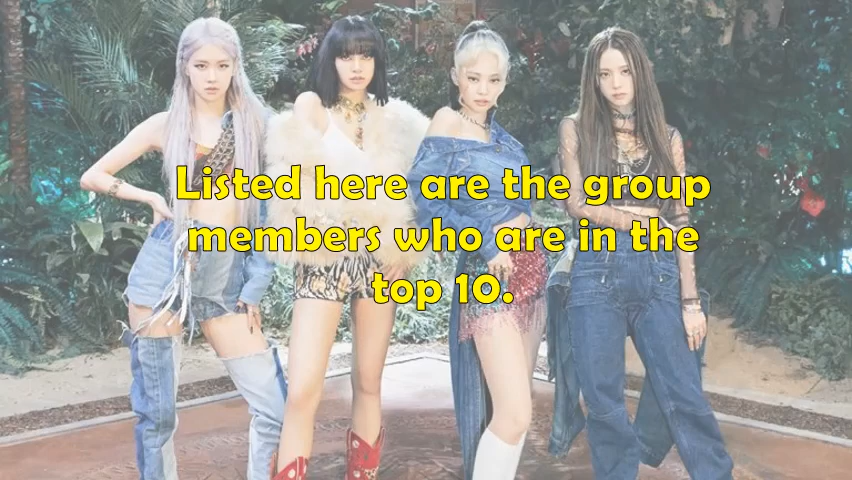 Listed here are the group
members who are in the
top 10.